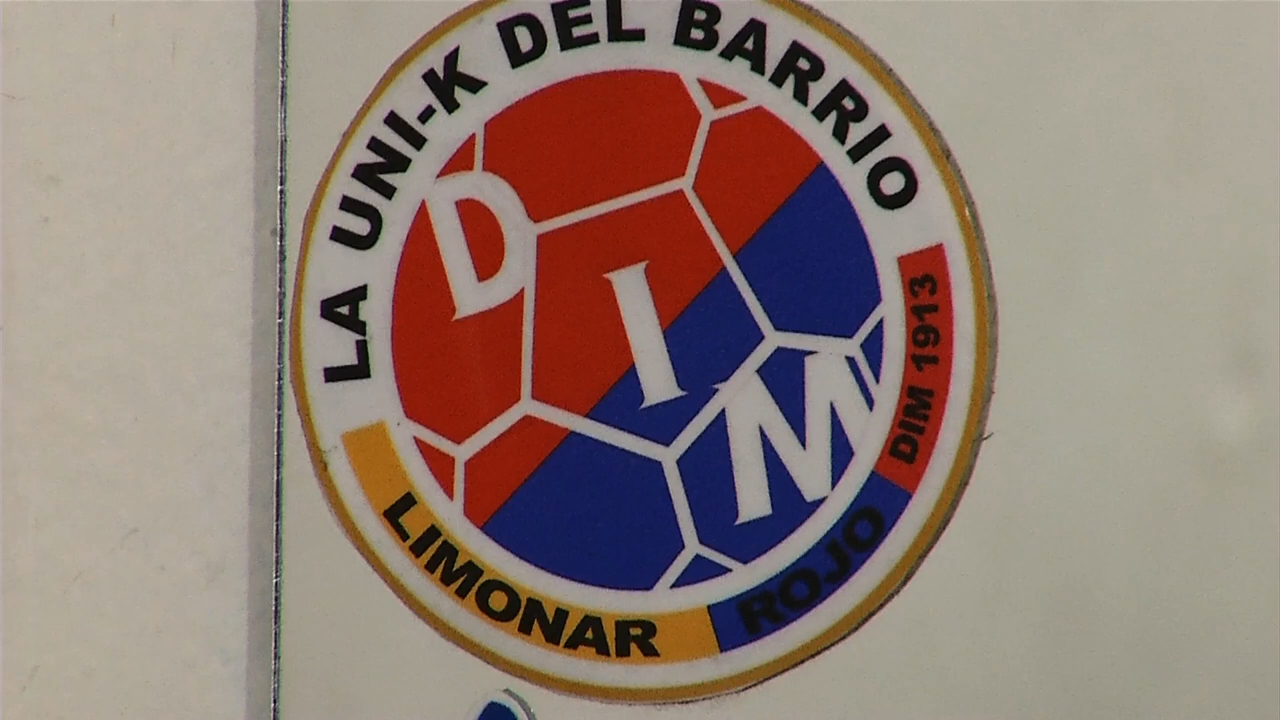 LA UNI-K DEL BARRIO
DIM
DIM 1913
LIMONAR
ROJO